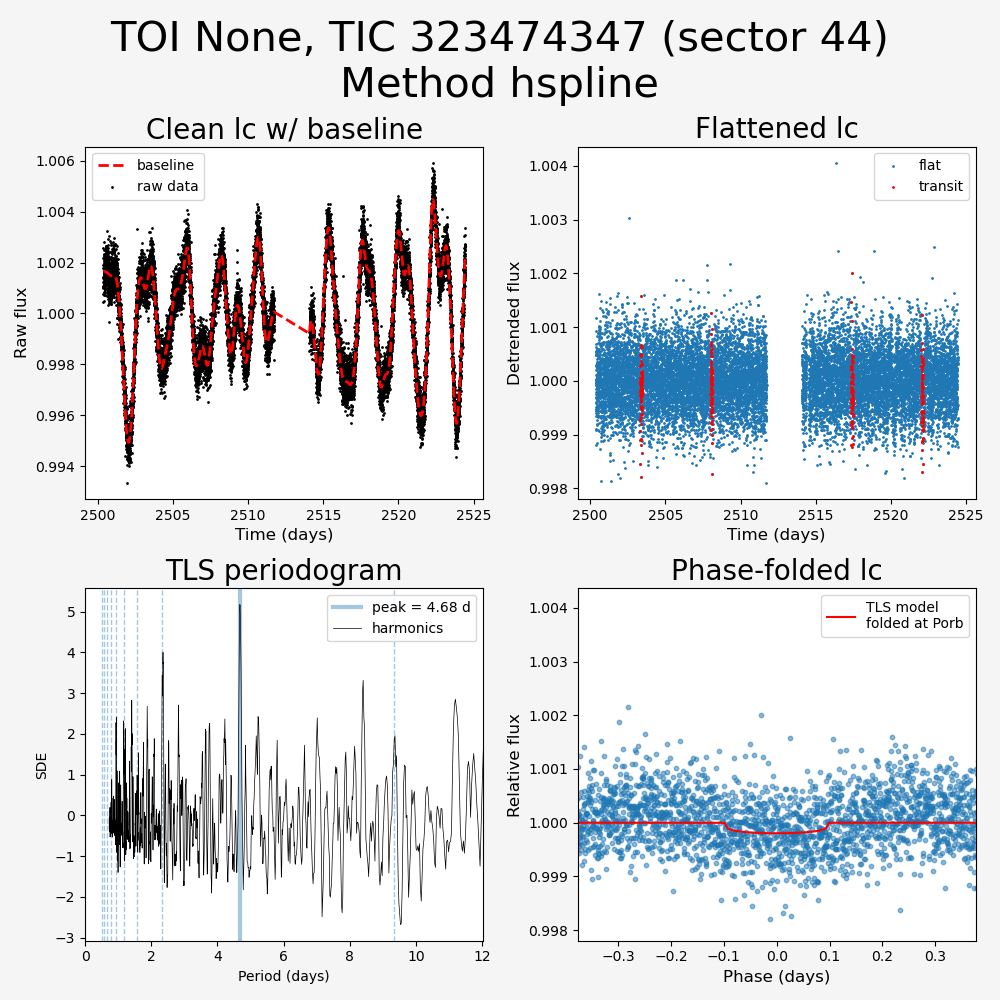 TOI None, TIC 323474347 (sector 44)
Method hspline
Clean lc w/ baseline
Raw flux
1.006
1.004
1.002
1.000
0.998
0.996
0.994
baseline
raw data
2500
2505
2510
2515
2520
2525
Time (days)
Flattened lc
Detrended flux
1.004
1.003
1.002
1.001
1.000
0.999
0.998
flat
transit
2500
2505
2510
2515
2520
2525
Time (days)
TLS periodogram
SDE
5
4
3
2
1
0
−1
−2
−3
peak = 4.68 d
harmonics
0
2
4
6
8
10
12
Period (days)
Phase-folded lc
Relative flux
1.004
1.003
1.002
1.001
1.000
0.999
0.998
TLS model
folded at Porb
−0.3
−0.2
−0.1
0.0
0.1
0.2
0.3
Phase (days)